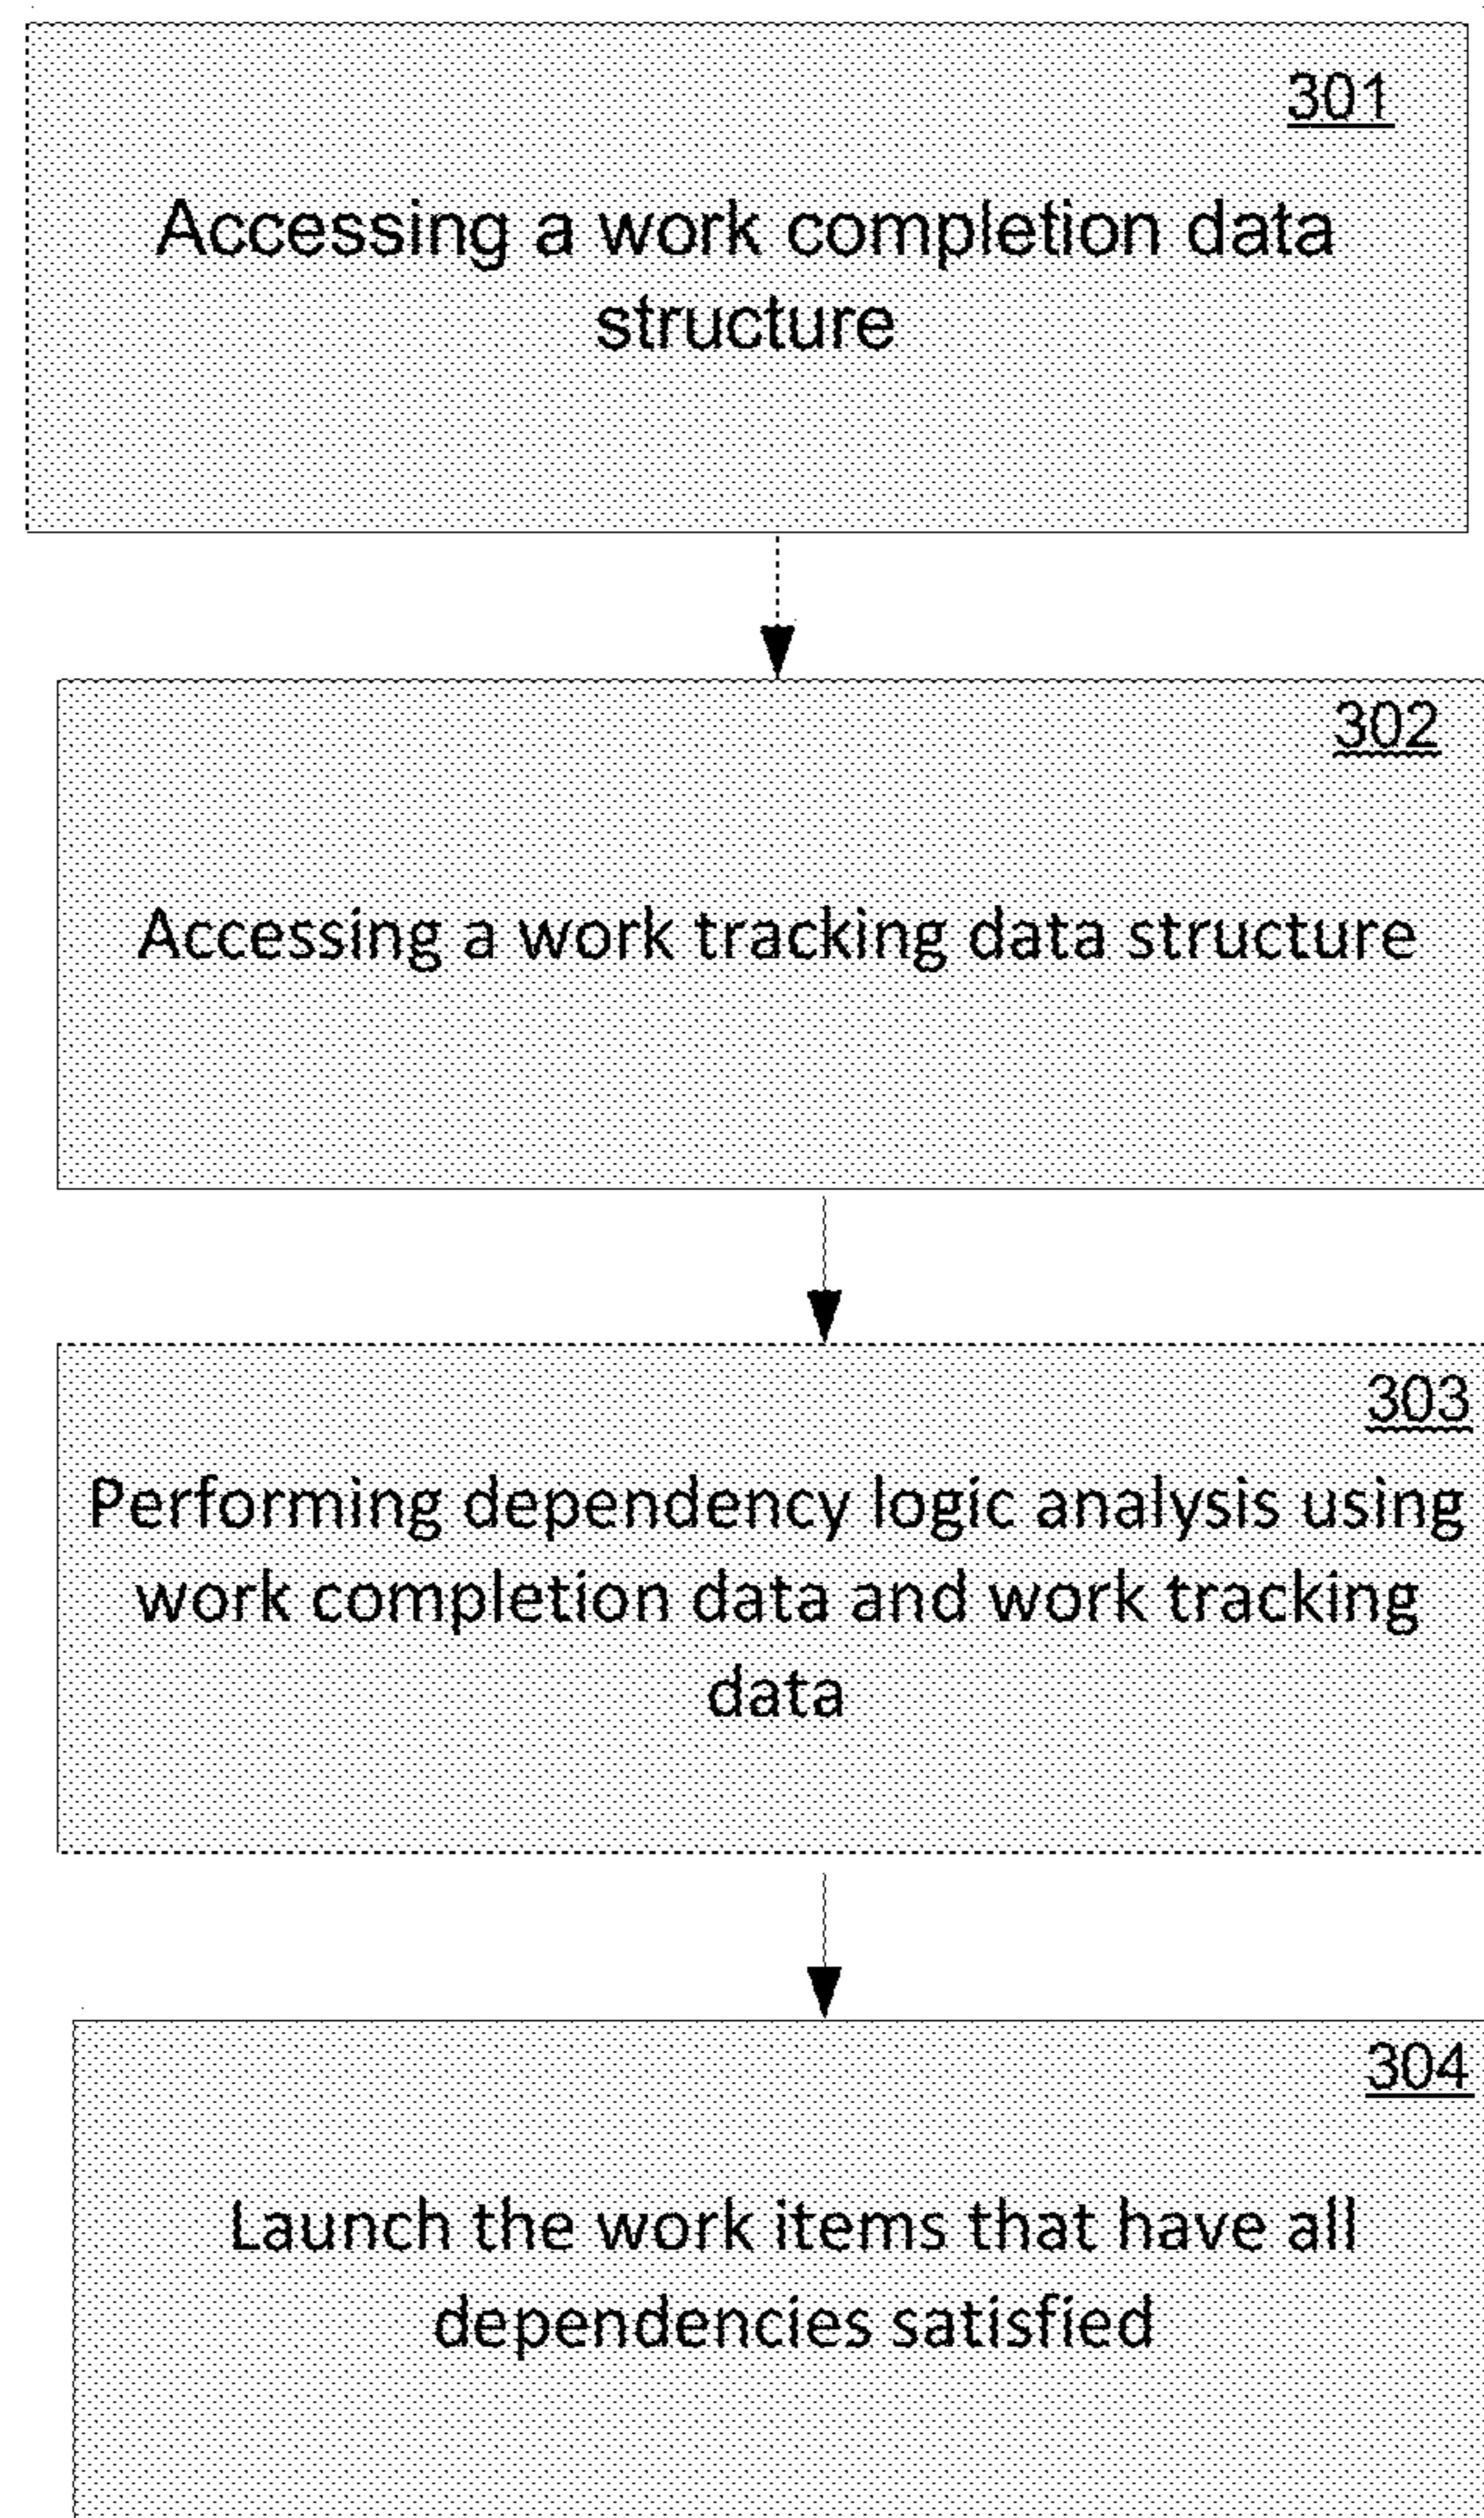 301
Accessing a work completion data
structure
302
Accessing a work tracking data structure
303
Performing dependency logic analysis using
work completion data and work tracking
data
304
Launch the work items that have all
dependencies satisfied